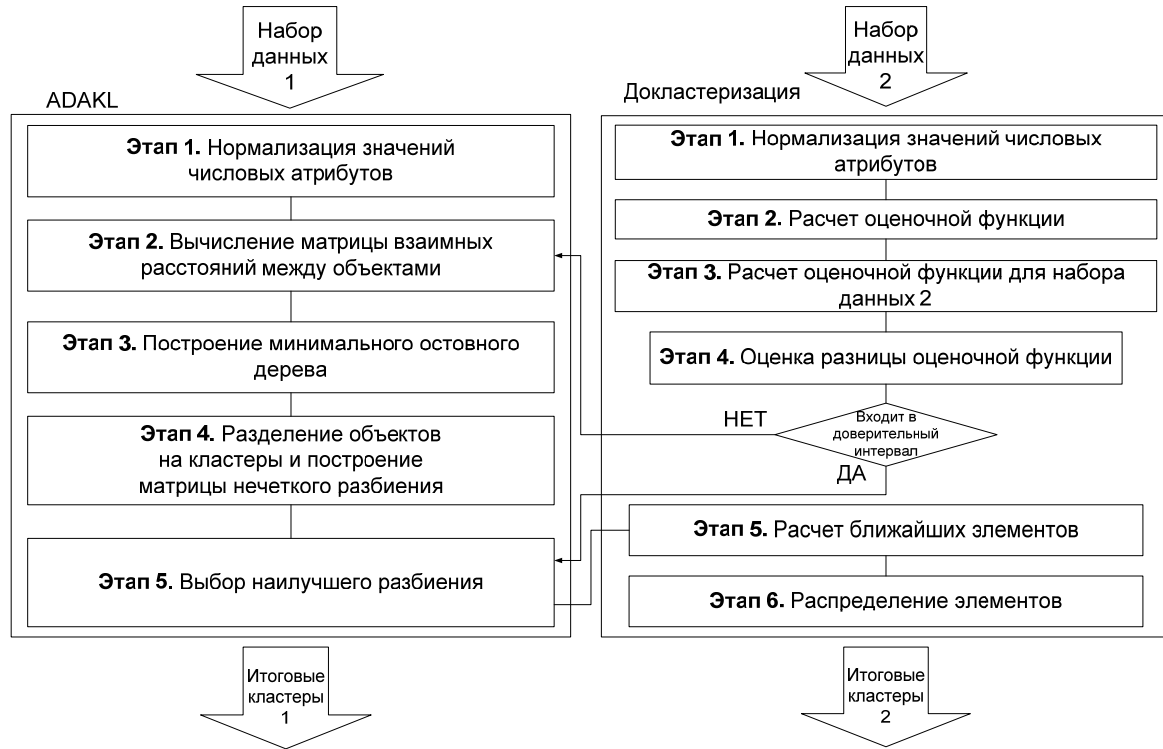 Набор
данных
1
ADAKL
Этап 1. Нормализация значений
числовых атрибутов
Этап 2. Вычисление матрицы взаимных
расстояний между объектами
Этап 3. Построение минимального остовного
дерева
Этап 4. Разделение объектов
на кластеры и построение
матрицы нечеткого разбиения
Этап 5. Выбор наилучшего разбиения
Итоговые
кластеры
1
Набор
данных
2
Докластеризация
Этап 1. Нормализация значений числовых
атрибутов
Этап 2. Расчет оценочной функции
Этап 3. Расчет оценочной функции для набора
данных 2
Этап 4. Оценка разницы оценочной функции
НЕТ
Входит в
доверительный
интервал
ДА
Этап 5. Расчет ближайших элементов
Этап 6. Распределение элементов
Итоговые
кластеры
2